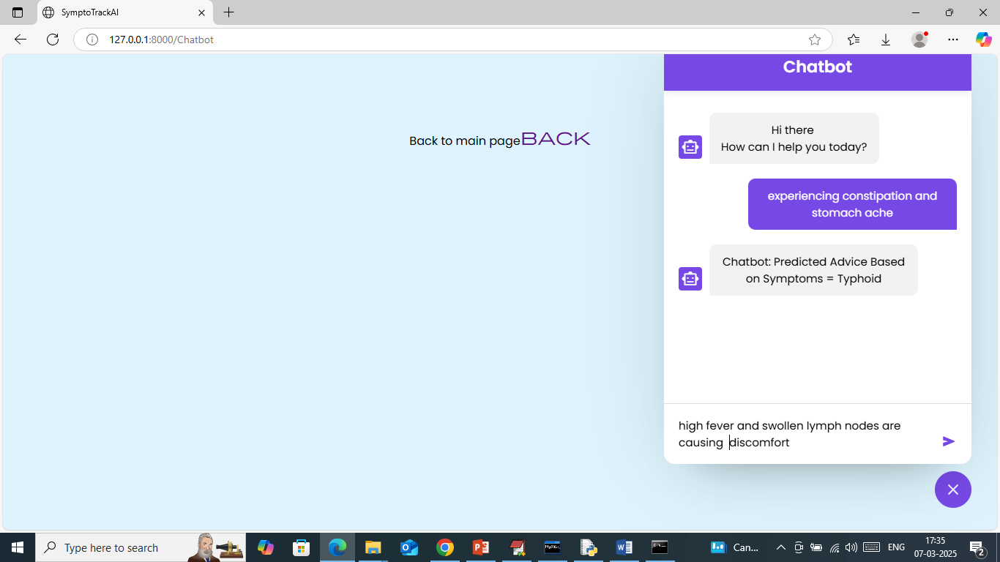 SymptoTrackAI
127.0.0.1:8000/Chatbot
Chatbot
Hi there
How can I help you today?
Back to main pageBACK
experiencing constipation and
stomach ache
Chatbot: Predicted Advice Based
on Symptoms = Typhoid
high fever and swollen lymph nodes are
causing discomfort
Type here to search
Can...
ENG
17:35
07-03-2025
2